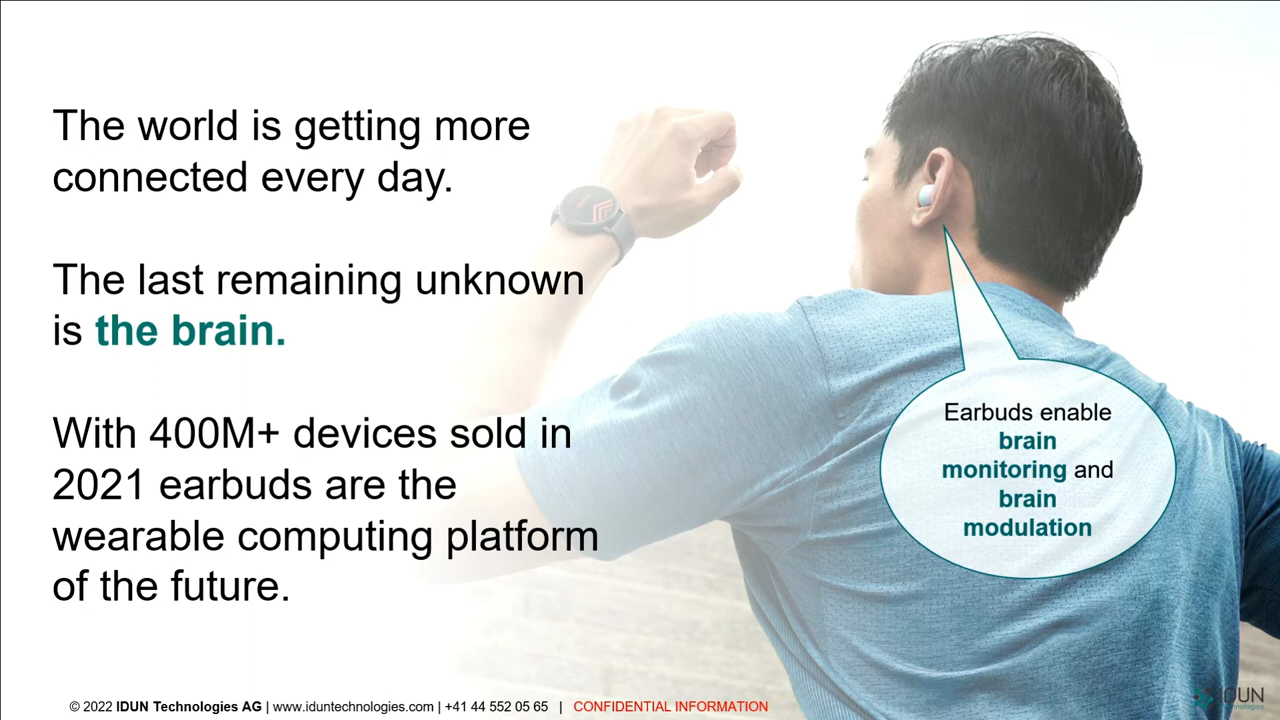 The world is getting more
connected every day.
The last remaining unknown
is the brain.
With 400M+ devices sold in
2021 earbuds are the
wearable computing platform
of the future.
Earbuds enable
brain
monitoring and
brain
modulation
© 2022 IDUN Technologies AG | www.iduntechnologies.com | +41 44 552 05 65 | CONFIDENTIAL INFORMATION
IDUN
Technologies